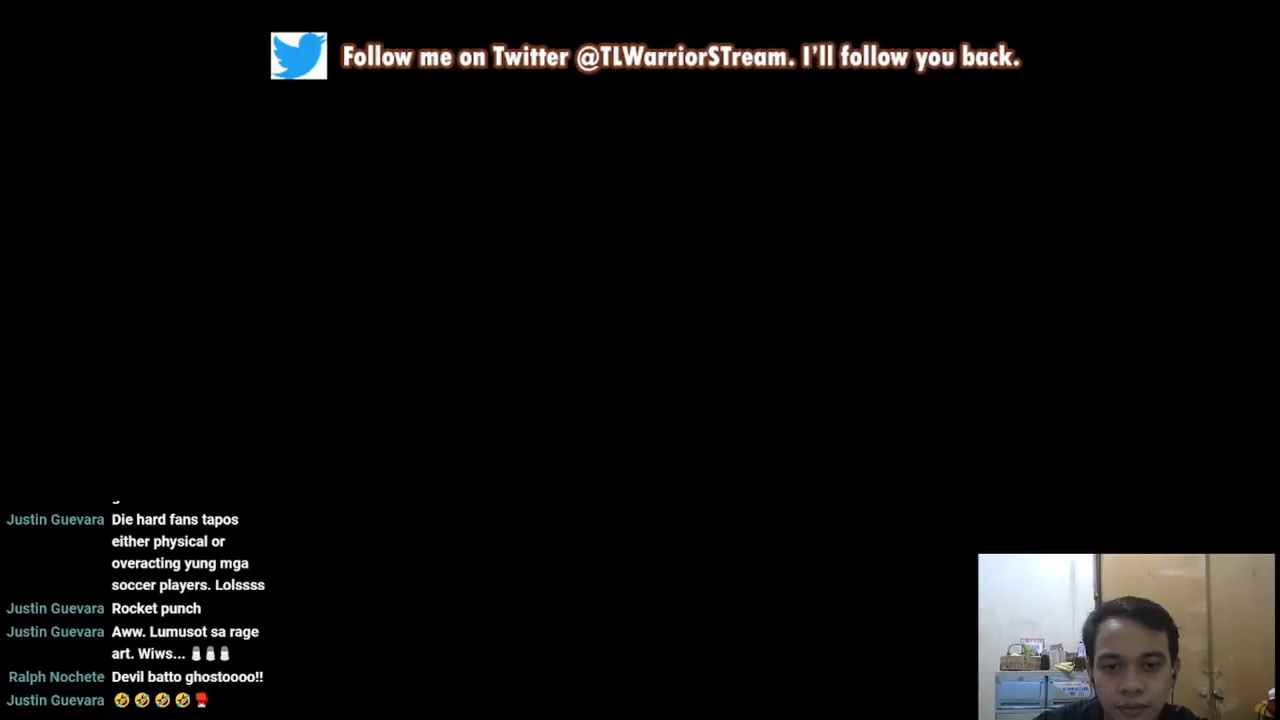 Follow me on Twitter @TLWarriorSTream. I'll follow you back.
Justin Guevara Die hard fans tapos
either physical or
overacting yung mga
soccer players. Lolssss
Justin Guevara Rocket punch
Justin Guevara Aww. Lumusot sa rage
art. Wiws... 🧂🧂🧂
Ralph Nochete Devil batto ghostoooo!!
Justin Guevara 🤣🤣🤣🤣🥊